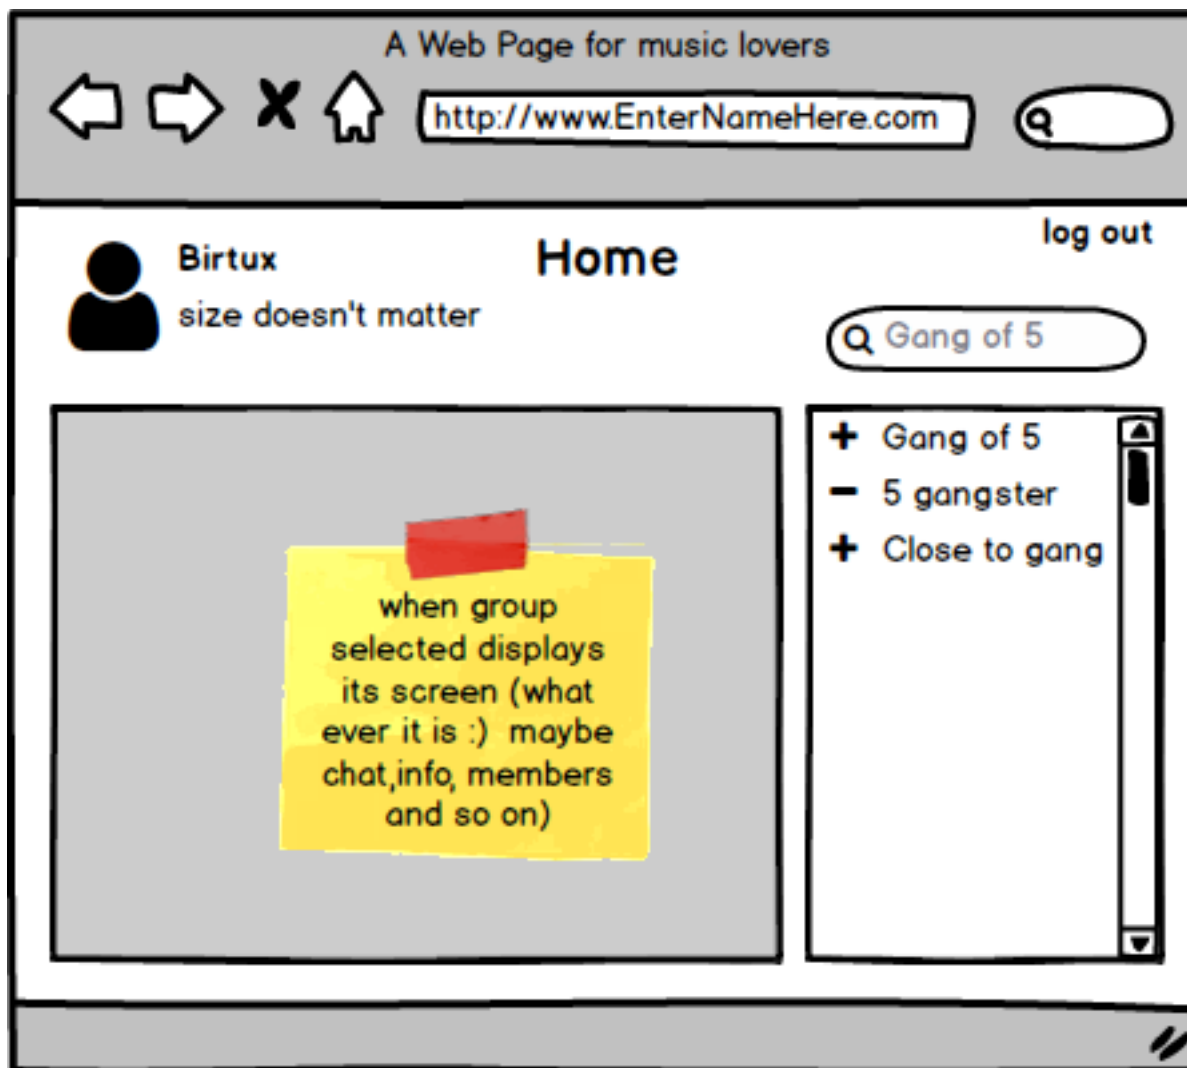 A Web Page for music lovers
http://www.EnterNameHere.com
log out
Birtux
Home
size doesn't matter
Gang of 5
+ Gang of 5
− 5 gangster
+ Close to gang
when group
selected displays
its screen (what
ever it is :) maybe
chat,info, members
and so on)